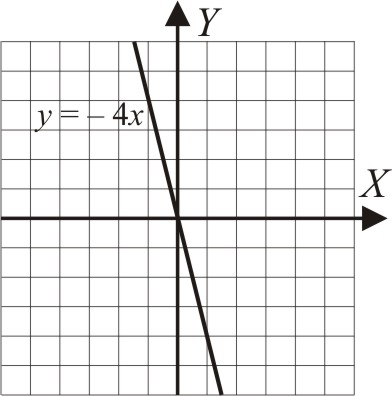 Y
y = – 4x
X